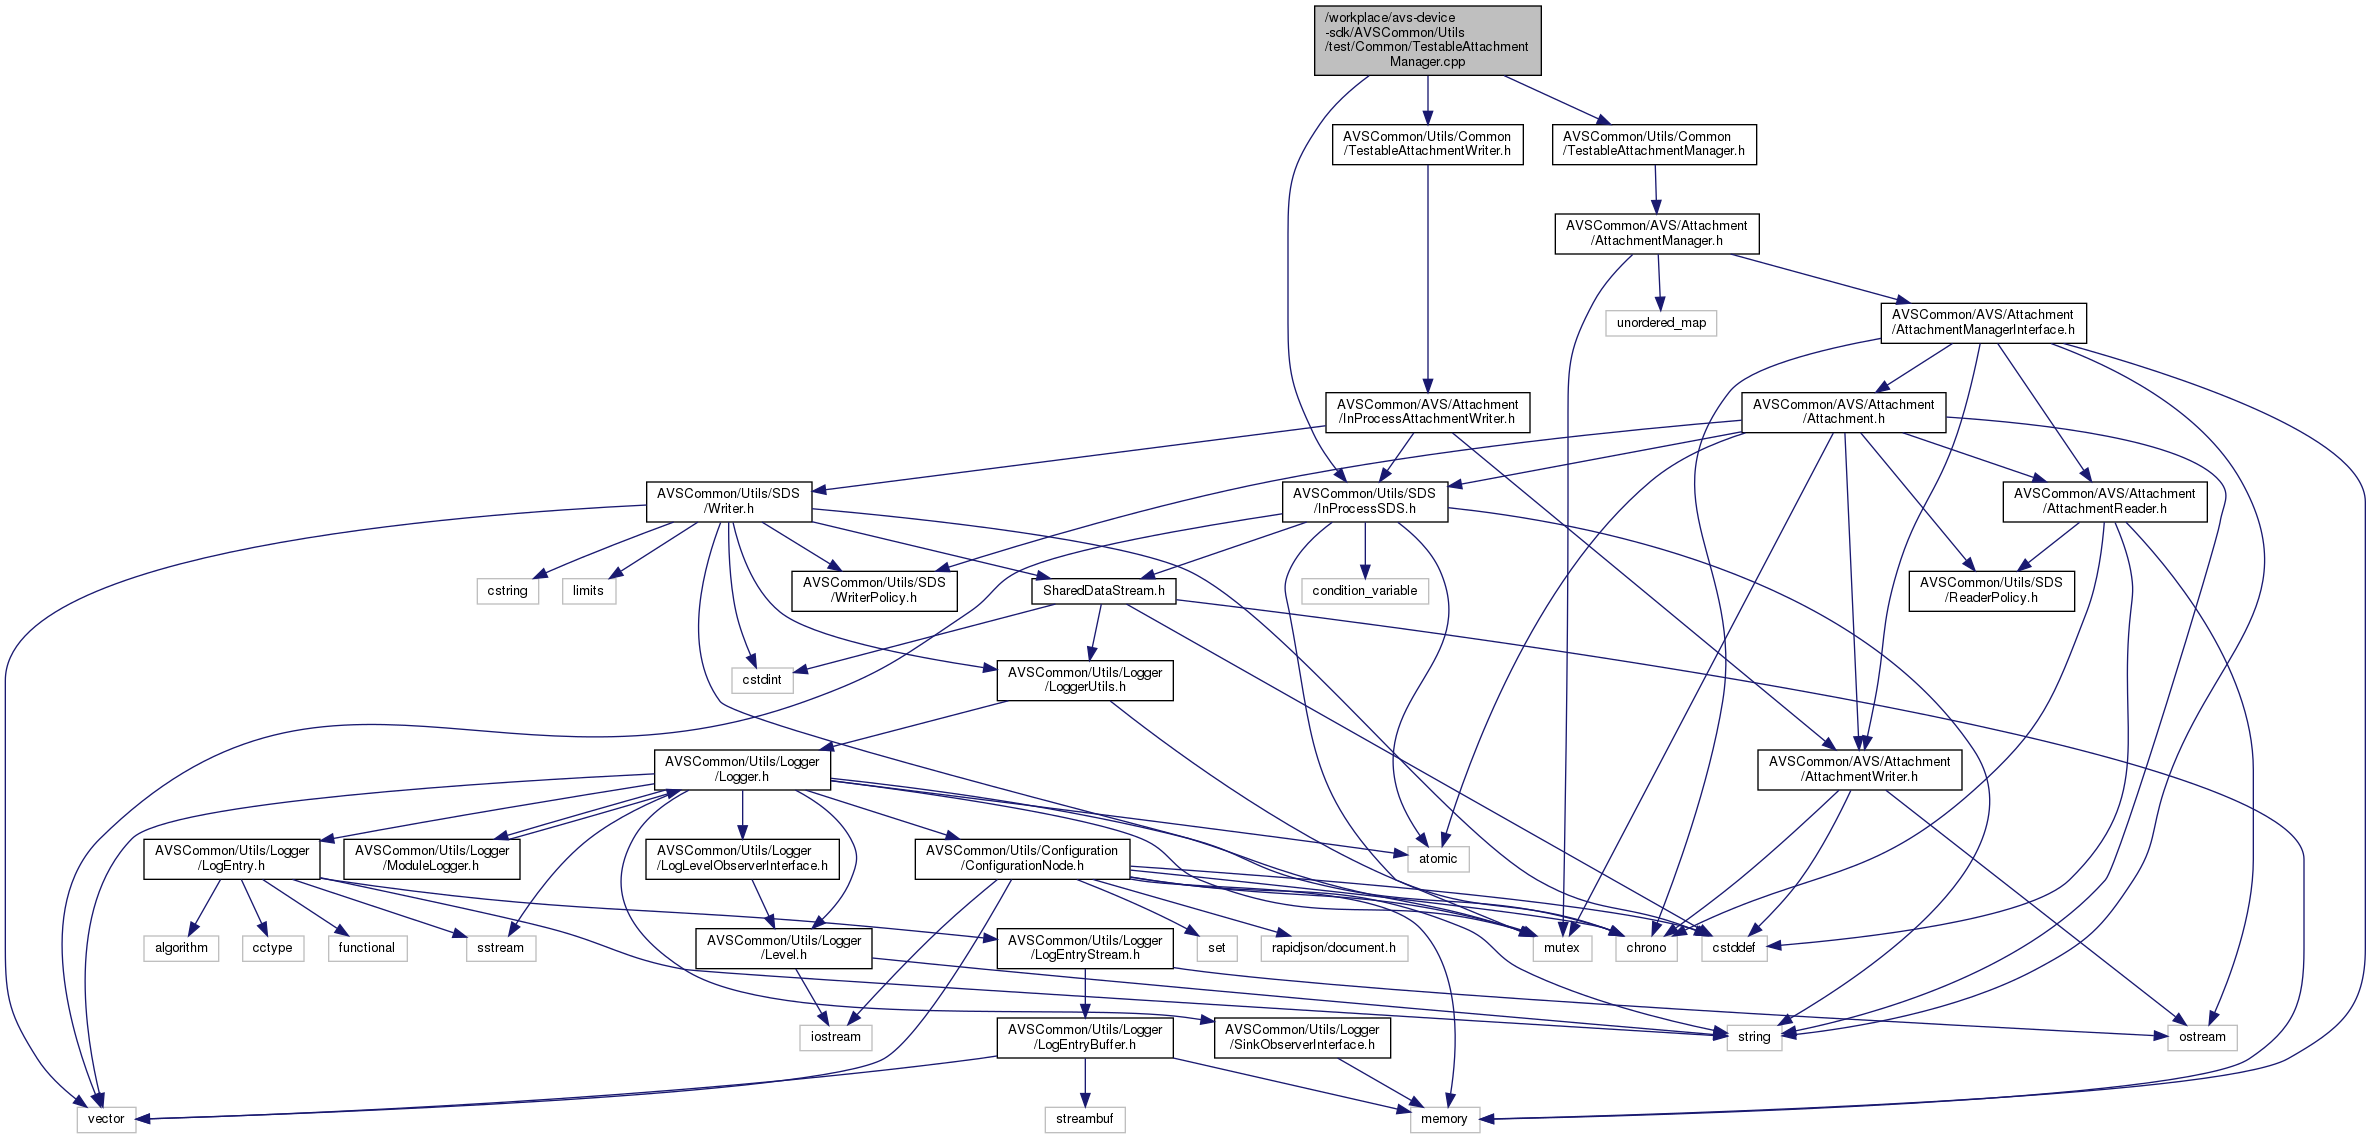 /workplace/avs-device
-sdk/AVSCommon/Utils
/test/Common/TestableAttachment
Manager.cpp
AVSCommon/Utils/Common
/TestableAttachmentWriter.h
AVSCommon/Utils/Common
/TestableAttachmentManager.h
AVSCommon/AVS/Attachment
/AttachmentManager.h
unordered_map
AVSCommon/AVS/Attachment
/AttachmentManagerInterface.h
AVSCommon/AVS/Attachment
/InProcessAttachmentWriter.h
AVSCommon/AVS/Attachment
/Attachment.h
AVSCommon/Utils/SDS
/Writer.h
AVSCommon/Utils/SDS
/InProcessSDS.h
AVSCommon/AVS/Attachment
/AttachmentReader.h
cstring
limits
AVSCommon/Utils/SDS
/WriterPolicy.h
SharedDataStream.h
condition_variable
AVSCommon/Utils/SDS
/ReaderPolicy.h
cstdint
AVSCommon/Utils/Logger
/LoggerUtils.h
AVSCommon/Utils/Logger
/Logger.h
AVSCommon/AVS/Attachment
/AttachmentWriter.h
AVSCommon/Utils/Logger
/LogEntry.h
AVSCommon/Utils/Logger
/ModuleLogger.h
AVSCommon/Utils/Logger
/LogLevelObserverInterface.h
AVSCommon/Utils/Configuration
/ConfigurationNode.h
atomic
algorithm
cctype
functional
sstream
AVSCommon/Utils/Logger
/Level.h
AVSCommon/Utils/Logger
/LogEntryStream.h
set
rapidjson/document.h
mutex
chrono
cstddef
iostream
AVSCommon/Utils/Logger
/LogEntryBuffer.h
AVSCommon/Utils/Logger
/SinkObserverInterface.h
string
ostream
vector
streambuf
memory